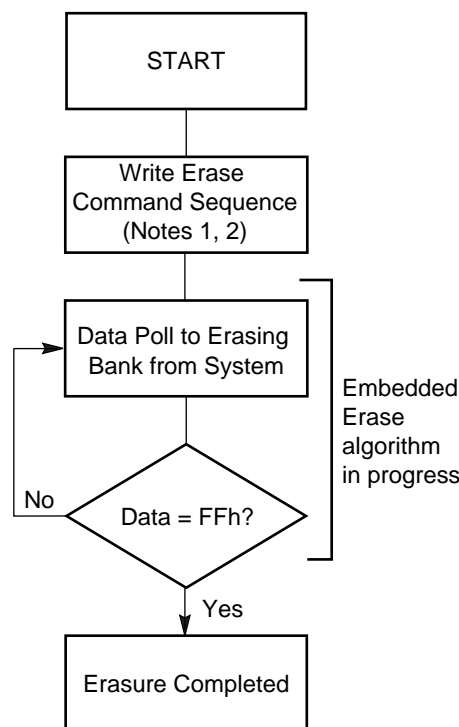 START
Write Erase
Command Sequence
(Notes 1, 2)
Data Poll to Erasing
Bank from System
Embedded
Erase
algorithm
in progress
No
Data = FFh?
Yes
Erasure Completed